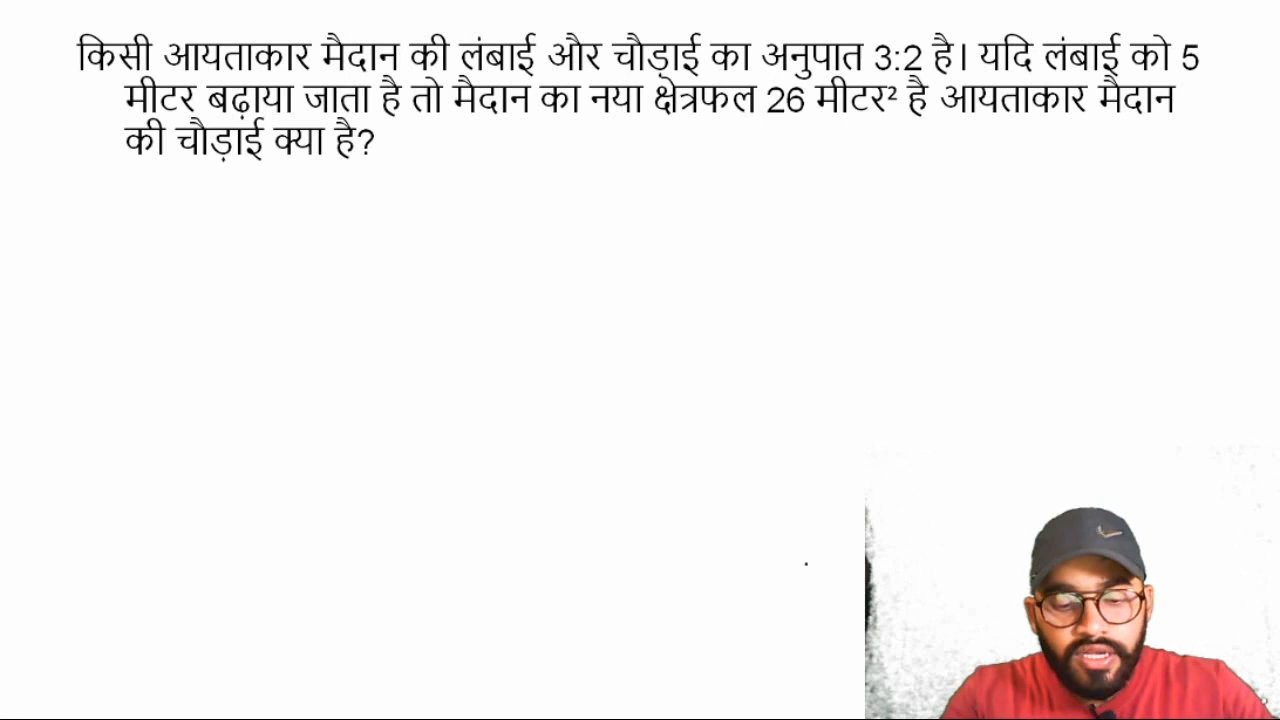 किसी आयताकार मैदान की लंबाई और चौड़ाई का अनुपात 3:2 है। यदि लंबाई को 5
मीटर बढ़ाया जाता है तो मैदान का नया क्षेत्रफल 26 मीटर² है आयताकार मैदान
की चौड़ाई क्या है?